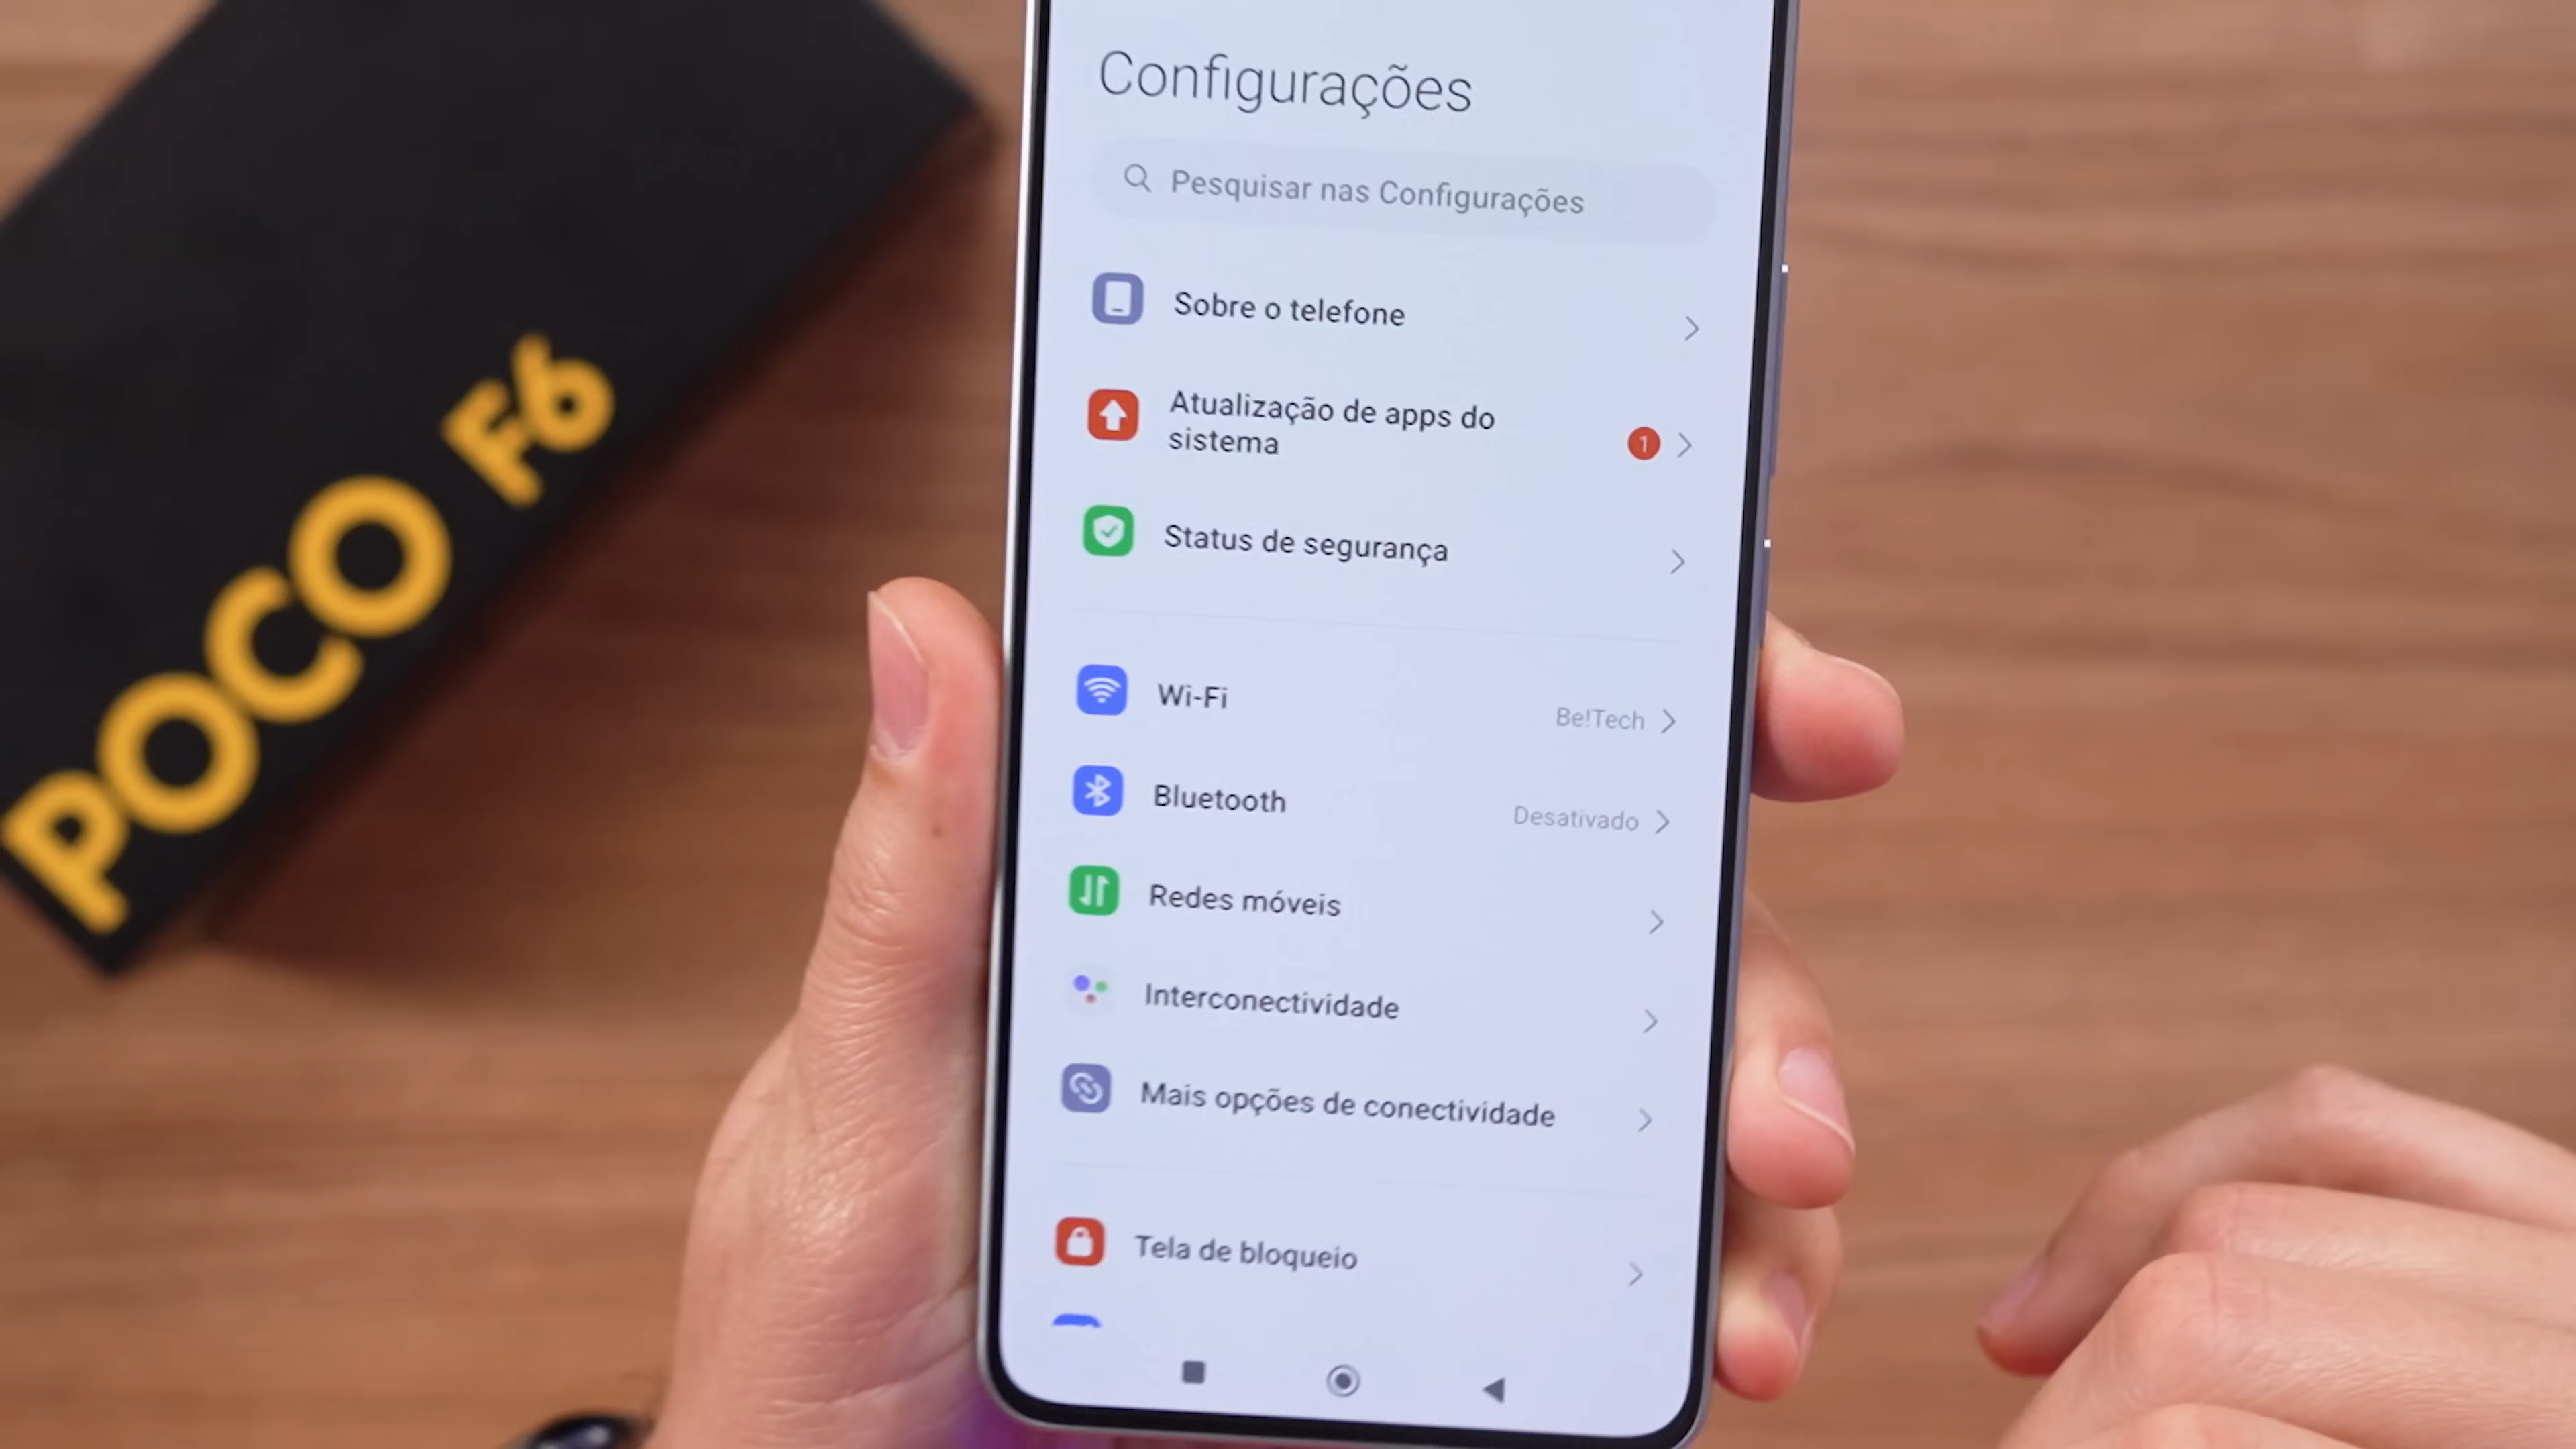 POCO F6
Configurações
Pesquisar nas Configurações
Sobre o telefone
Atualização de apps do
sistema
1
Status de segurança
Wi-Fi
Be!Tech
Bluetooth
Desativado
Redes móveis
Interconectividade
Mais opções de conectividade
Tela de bloqueio